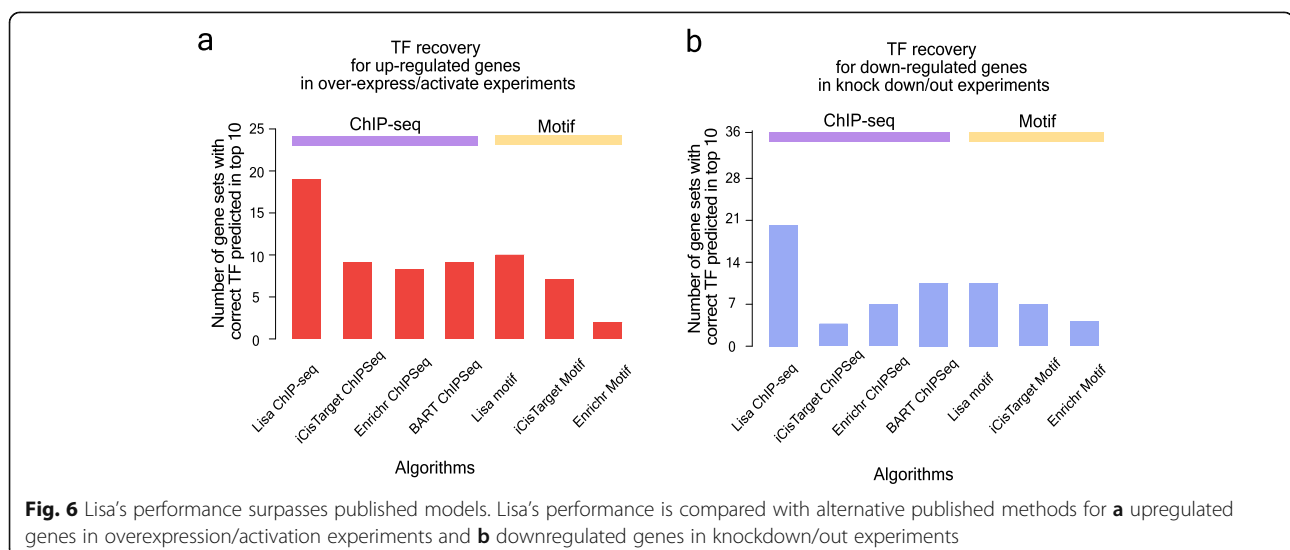 a
TF recovery
for up-regulated genes
in over-express/activate experiments
ChIP-seq
Motif
Number of gene sets with
correct TF predicted in top 10
25
20
15
10
5
0
Lisa ChIP-seq
iCisTarget ChIPSeq
Enrichr ChIPSeq
BART ChIPSeq
Lisa motif
iCisTarget Motif
Enrichr Motif
Algorithms
b
TF recovery
for down-regulated genes
in knock down/out experiments
ChIP-seq
Motif
Number of gene sets with
correct TF predicted in top 10
36
28
21
14
7
0
Lisa ChIP-seq
iCisTarget ChIPSeq
Enrichr ChIPSeq
BART ChIPSeq
Lisa motif
iCisTarget Motif
Enrichr Motif
Algorithms
Fig. 6 Lisa’s performance surpasses published models. Lisa’s performance is compared with alternative published methods for a upregulated
genes in overexpression/activation experiments and b downregulated genes in knockdown/out experiments